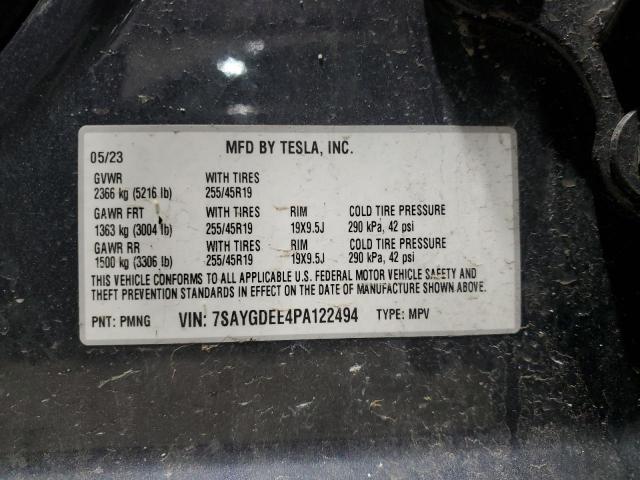 MFD BY TESLA, INC.
05/23
GVWR WITH TIRES
2366 kg (5216 lb) 255/45R19
GAWR FRT WITH TIRES RIM COLD TIRE PRESSURE
1363 kg (3004 lb) 255/45R19 19X9.5J 290 kPa, 42 psi
GAWR RR WITH TIRES RIM COLD TIRE PRESSURE
1500 kg (3306 lb) 255/45R19 19X9.5J 290 kPa, 42 psi
THIS VEHICLE CONFORMS TO ALL APPLICABLE U.S. FEDERAL MOTOR VEHICLE SAFETY AND
THEFT PREVENTION STANDARDS IN EFFECT ON THE DATE OF MANUFACTURE SHOWN ABOVE.
PNT: PMNG VIN: 7SAYGDEE4PA122494 TYPE: MPV